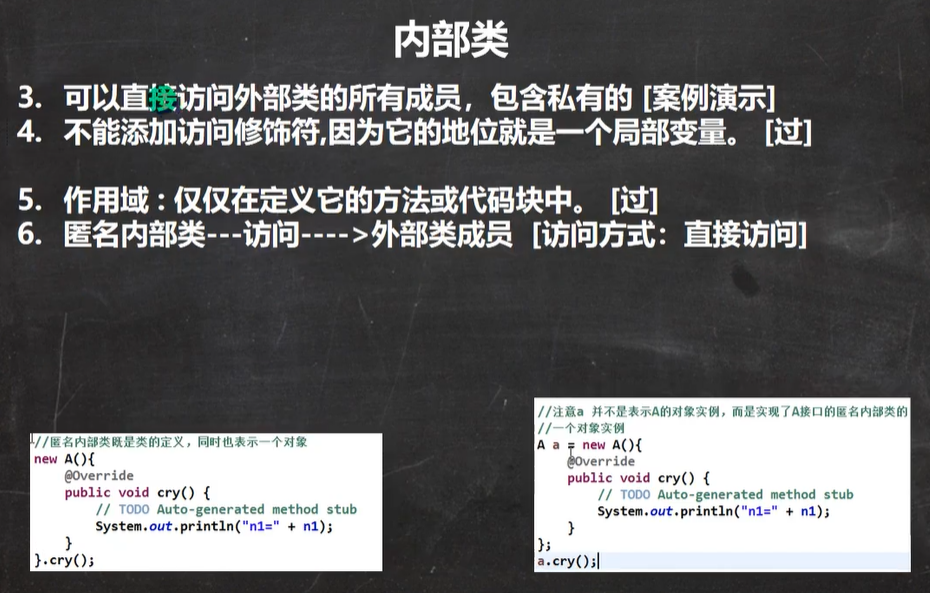 内部类
3. 可以直接访问外部类的所有成员，包含私有的 [案例演示]
4. 不能添加访问修饰符,因为它的地位就是一个局部变量。 [过]
5. 作用域 : 仅仅在定义它的方法或代码块中。 [过]
6. 匿名内部类---访问---->外部类成员 [访问方式：直接访问]
//匿名内部类既是类的定义，同时也表示一个对象
new A(){
@Override
public void cry() {
// TODO Auto-generated method stub
System.out.println("n1=" + n1);
}
}.cry();
//注意a 并不是表示A的对象实例，而是实现了A接口的匿名内部类的
//一个对象实例
A a = new A(){
@Override
public void cry() {
// TODO Auto-generated method stub
System.out.println("n1=" + n1);
}
};
a.cry();